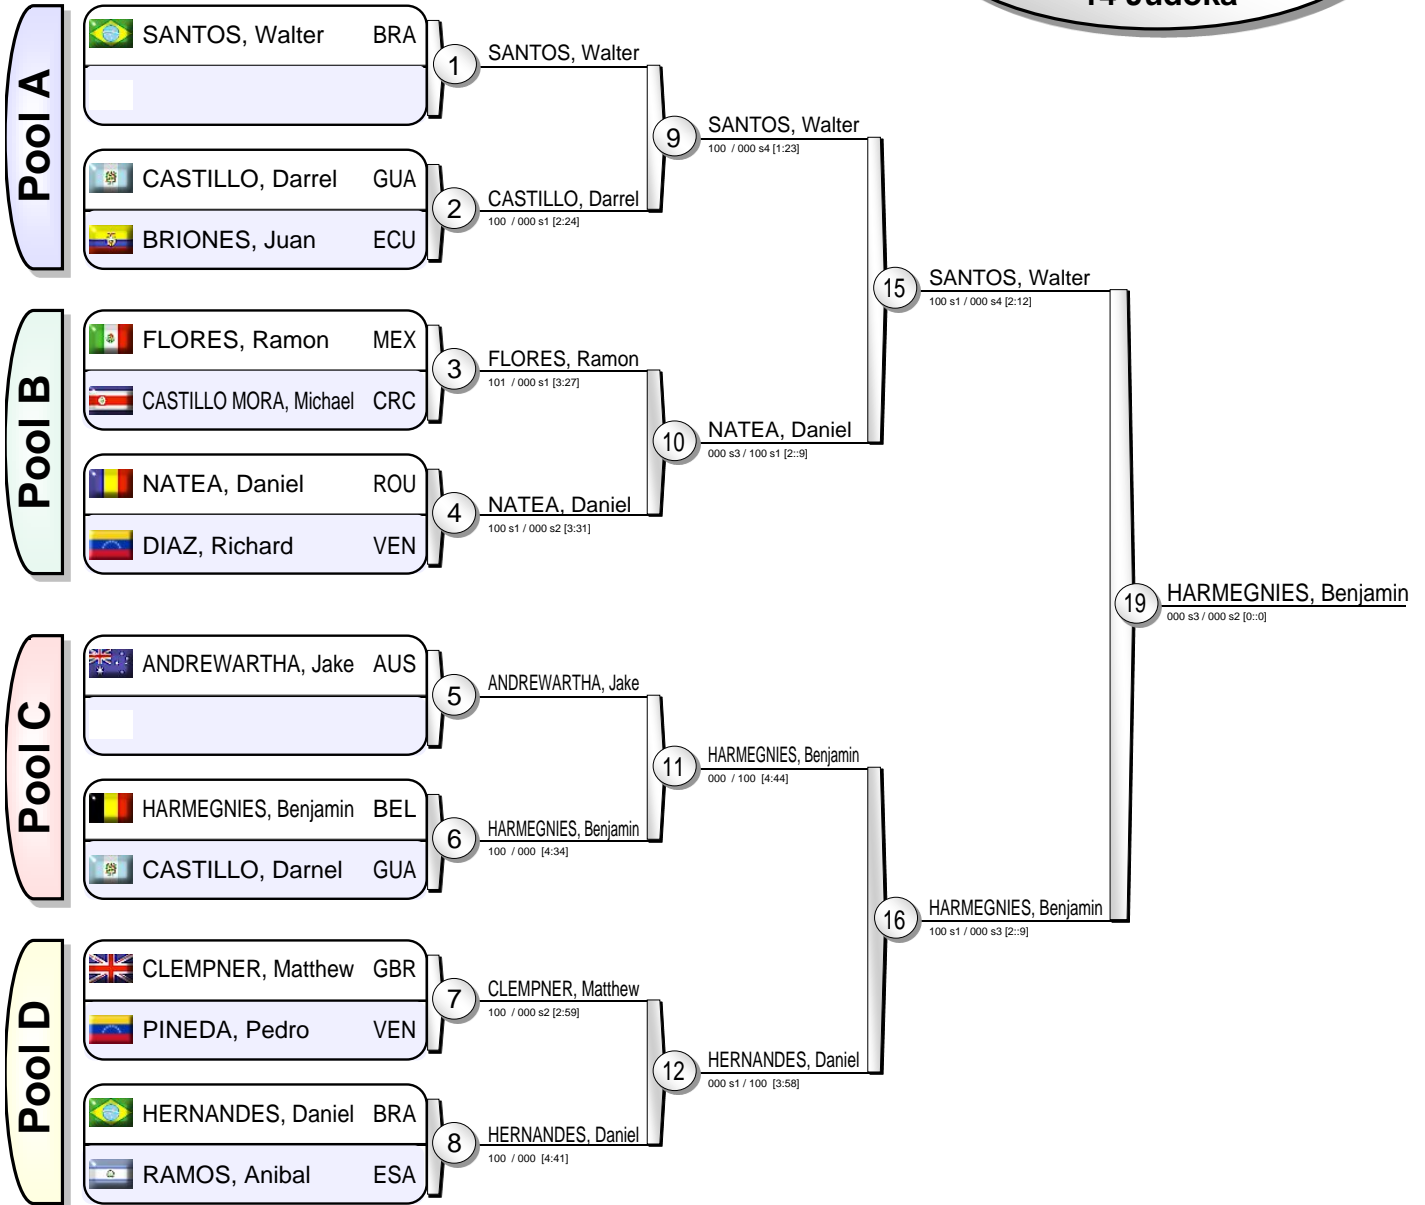 14 Judoka
Pool A
SANTOS, Walter BRA
CASTILLO, Darrel GUA
BRIONES, Juan ECU
Pool B
FLORES, Ramon MEX
CASTILLO MORA, Michael CRC
NATEA, Daniel ROU
DIAZ, Richard VEN
Pool C
ANDREWARTHA, Jake AUS
HARMEGNIES, Benjamin BEL
CASTILLO, Darnel GUA
Pool D
CLEMPNER, Matthew GBR
PINEDA, Pedro VEN
HERNANDES, Daniel BRA
RAMOS, Anibal ESA
1
SANTOS, Walter
2
CASTILLO, Darrel
100 / 000 s1 [2:24]
3
FLORES, Ramon
101 / 000 s1 [3:27]
4
NATEA, Daniel
100 s1 / 000 s2 [3:31]
5
ANDREWARTHA, Jake
6
HARMEGNIES, Benjamin
100 / 000 [4:34]
7
CLEMPNER, Matthew
100 / 000 s2 [2:59]
8
HERNANDES, Daniel
100 / 000 [4:41]
9
SANTOS, Walter
100 / 000 s4 [1:23]
10
NATEA, Daniel
000 s3 / 100 s1 [2::9]
11
HARMEGNIES, Benjamin
000 / 100 [4:44]
12
HERNANDES, Daniel
000 s1 / 100 [3:58]
15
SANTOS, Walter
100 s1 / 000 s4 [2:12]
16
HARMEGNIES, Benjamin
100 s1 / 000 s3 [2::9]
19
HARMEGNIES, Benjamin
000 s3 / 000 s2 [0::0]